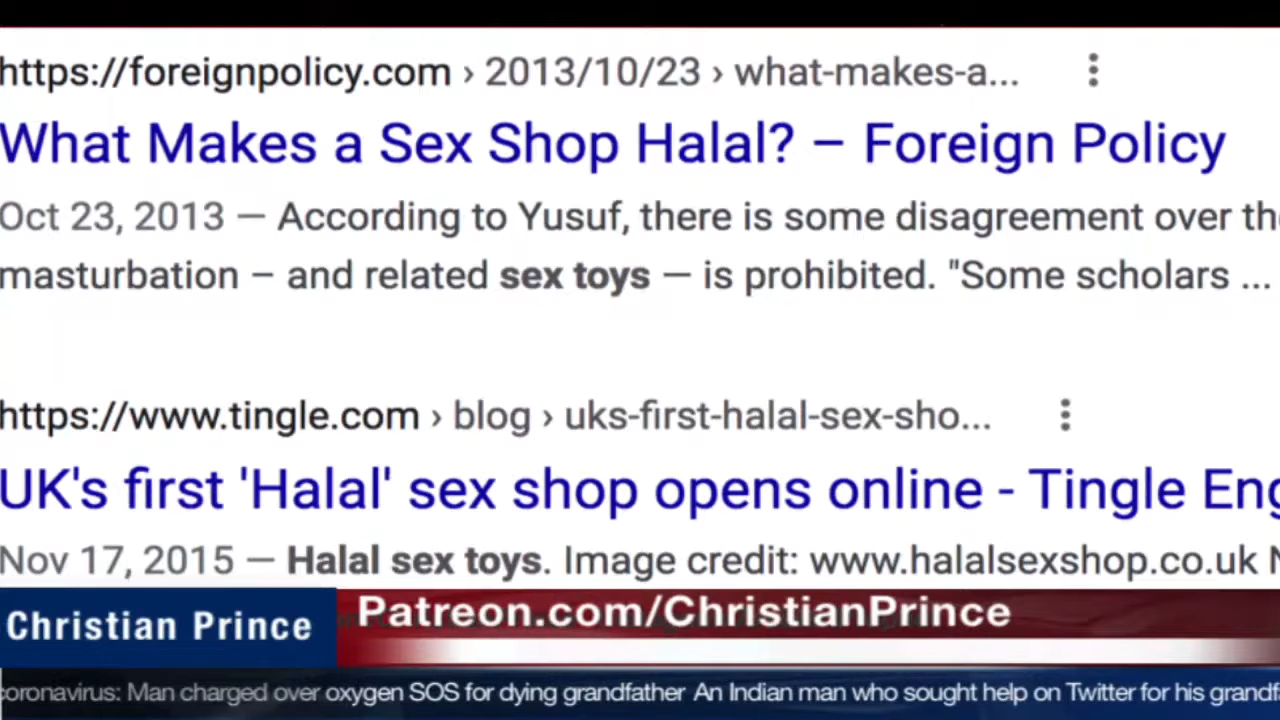 https://foreignpolicy.com › 2013/10/23 › what-makes-a...
What Makes a Sex Shop Halal? – Foreign Policy
Oct 23, 2013 — According to Yusuf, there is some disagreement over th
masturbation – and related sex toys — is prohibited. "Some scholars ...
https://www.tingle.com › blog › uks-first-halal-sex-sho...
UK's first 'Halal' sex shop opens online - Tingle Eng
Nov 17, 2015 — Halal sex toys. Image credit: www.halalsexshop.co.uk N
Christian Prince
Patreon.com/ChristianPrince
coronavirus: Man charged over oxygen SOS for dying grandfather An Indian man who sought help on Twitter for his grandf